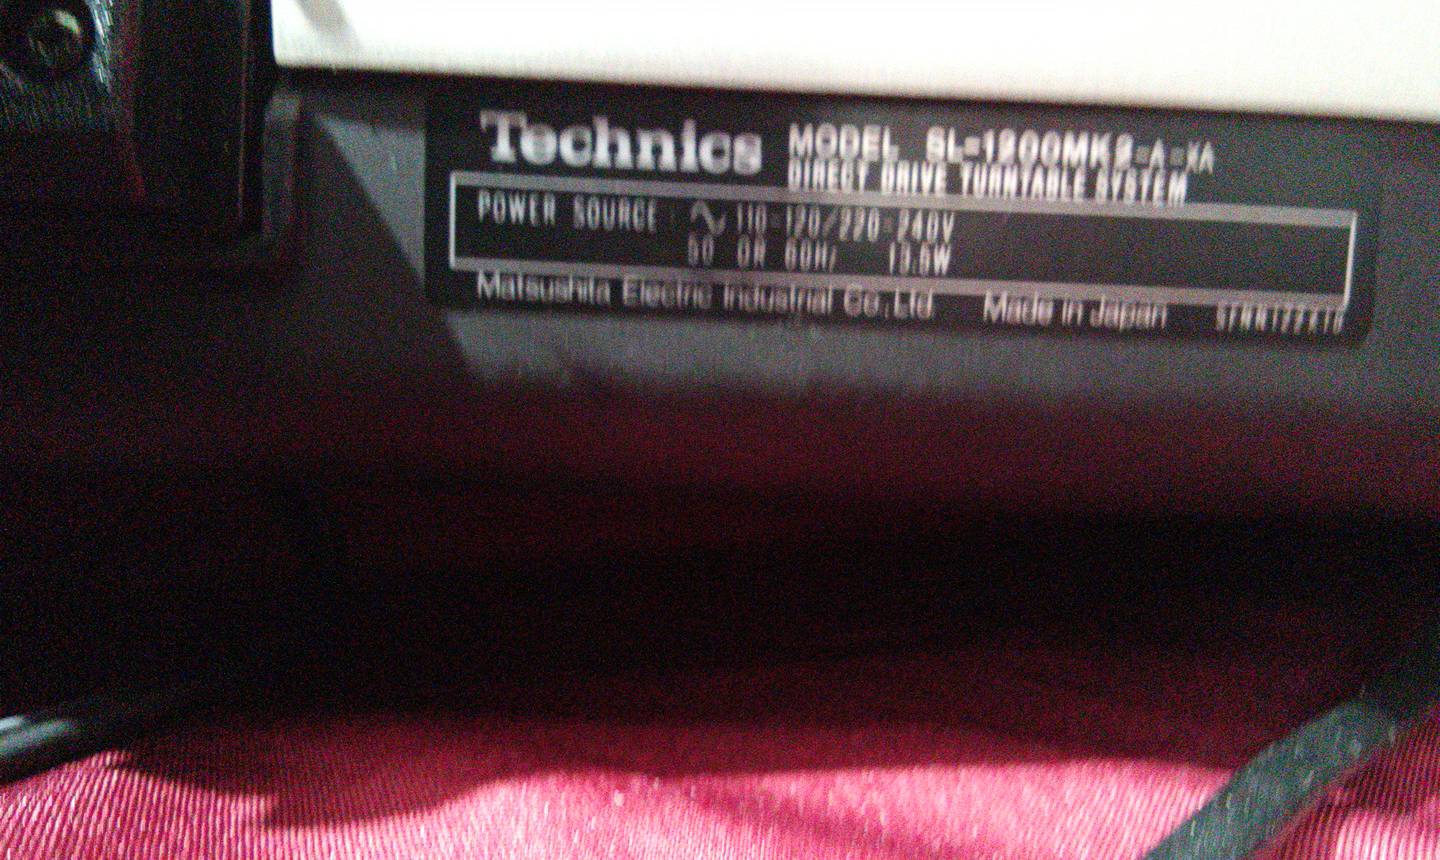 Technics MODEL SL-1200MK2-A-XA
DIRECT DRIVE TURNTABLE SYSTEM
POWER SOURCE ∿ 110-120/220-240V
50 OR 60Hz 13.5W
Matsushita Electric Industrial Co.,Ltd Made in Japan